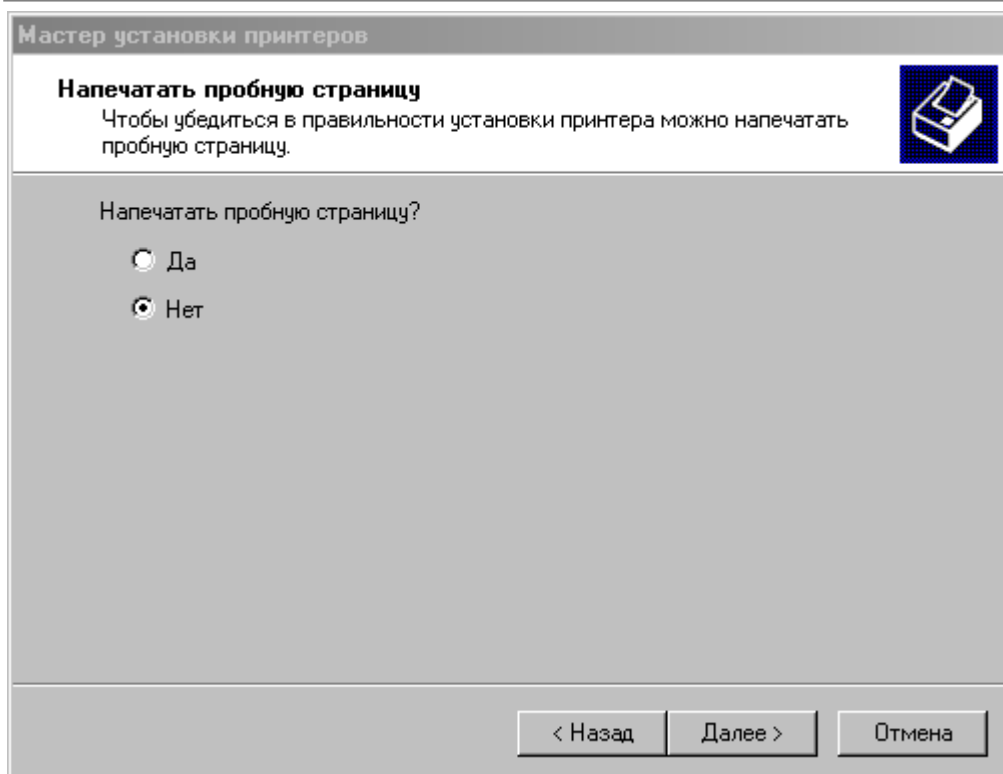 Мастер установки принтеров
Напечатать пробную страницу
Чтобы убедиться в правильности установки принтера можно напечатать
пробную страницу.
Напечатать пробную страницу?
Да
Нет
< Назад
Далее >
Отмена